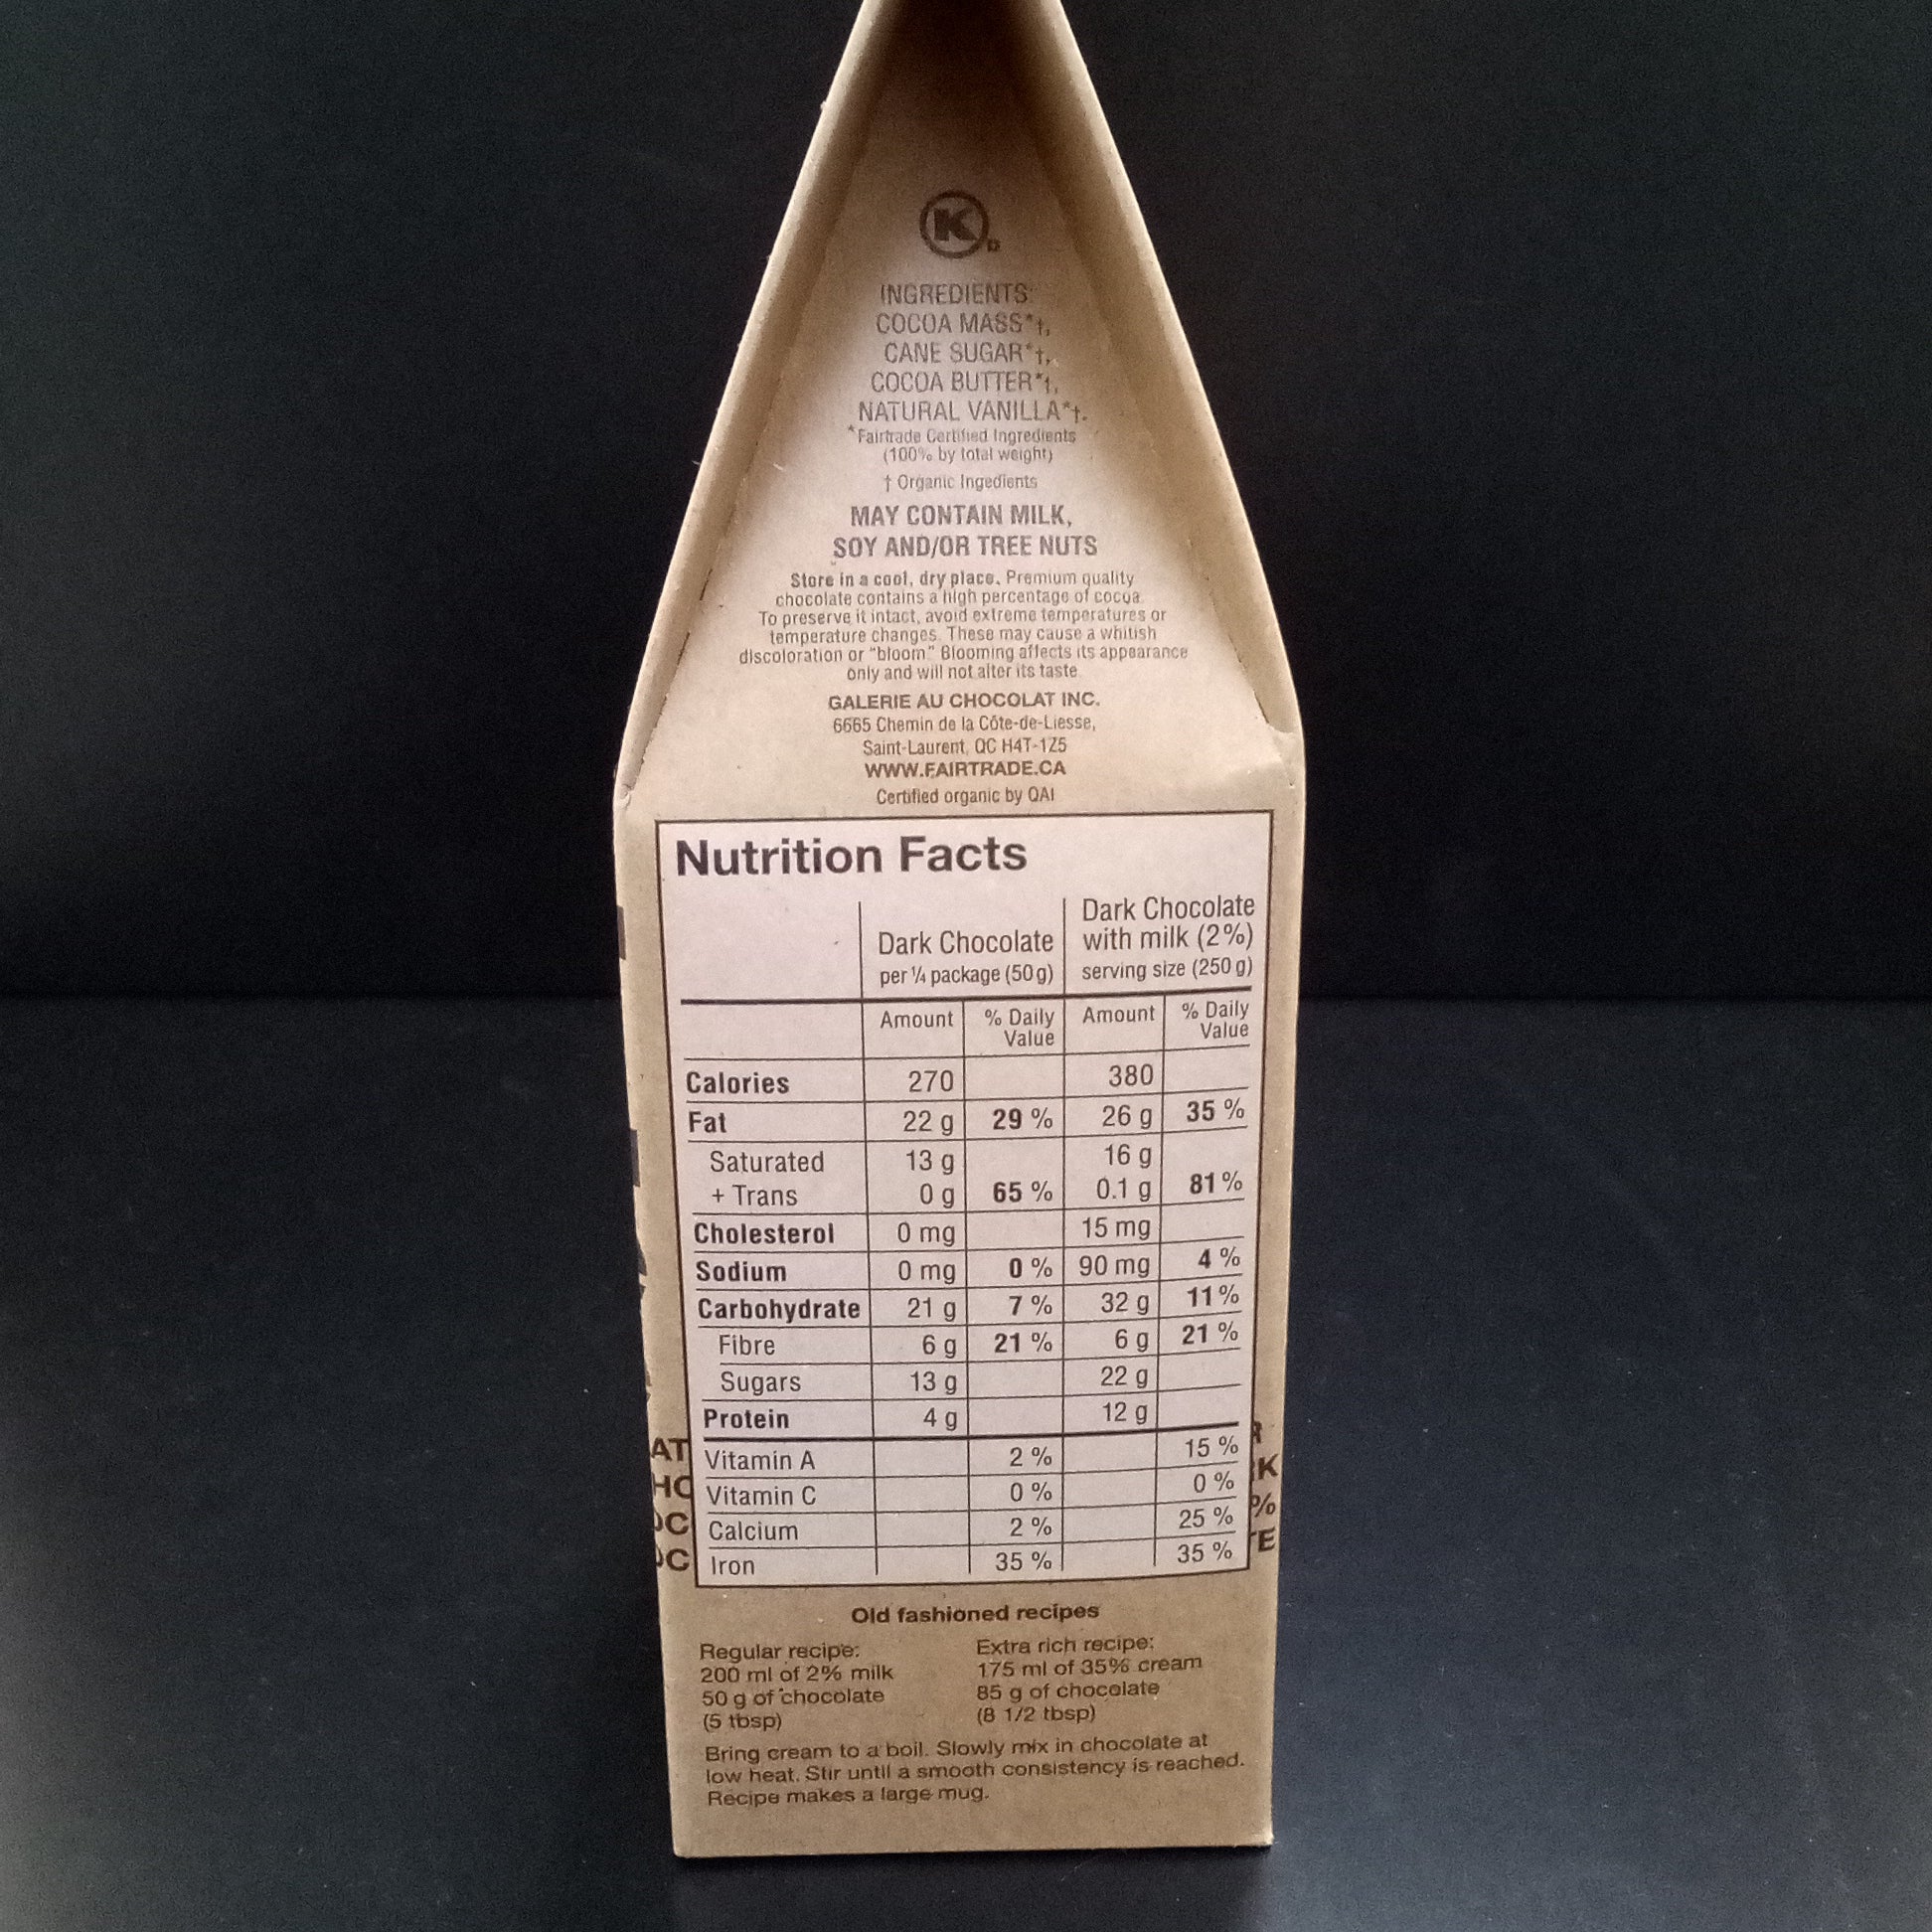 K D
INGREDIENTS:
COCOA MASS*†,
CANE SUGAR*†,
COCOA BUTTER*†,
NATURAL VANILLA*†.
*Fairtrade Certified Ingredients
(100% by total weight)
† Organic Ingedients
MAY CONTAIN MILK,
SOY AND/OR TREE NUTS
Store in a cool, dry place. Premium quality
chocolate contains a high percentage of cocoa.
To preserve it intact, avoid extreme temperatures or
temperature changes. These may cause a whitish
discoloration or "bloom." Blooming affects its appearance
only and will not alter its taste.
GALERIE AU CHOCOLAT INC.
6665 Chemin de la Côte-de-Liesse,
Saint-Laurent, QC H4T-1Z5
WWW.FAIRTRADE.CA
Certified organic by QAI
Nutrition Facts
Dark Chocolate
per ¼ package (50 g)
Dark Chocolate
with milk (2%)
serving size (250 g)
Amount % Daily Value Amount % Daily Value
Calories 270 380
Fat 22 g 29 % 26 g 35 %
Saturated 13 g 16 g
+ Trans 0 g 65 % 0.1 g 81 %
Cholesterol 0 mg 15 mg
Sodium 0 mg 0 % 90 mg 4 %
Carbohydrate 21 g 7 % 32 g 11 %
Fibre 6 g 21 % 6 g 21 %
Sugars 13 g 22 g
Protein 4 g 12 g
Vitamin A 2 % 15 %
Vitamin C 0 % 0 %
Calcium 2 % 25 %
Iron 35 % 35 %
Old fashioned recipes
Regular recipe:
200 ml of 2% milk
50 g of chocolate
(5 tbsp)
Extra rich recipe:
175 ml of 35% cream
85 g of chocolate
(8 1/2 tbsp)
Bring cream to a boil. Slowly mix in chocolate at
low heat. Stir until a smooth consistency is reached.
Recipe makes a large mug.